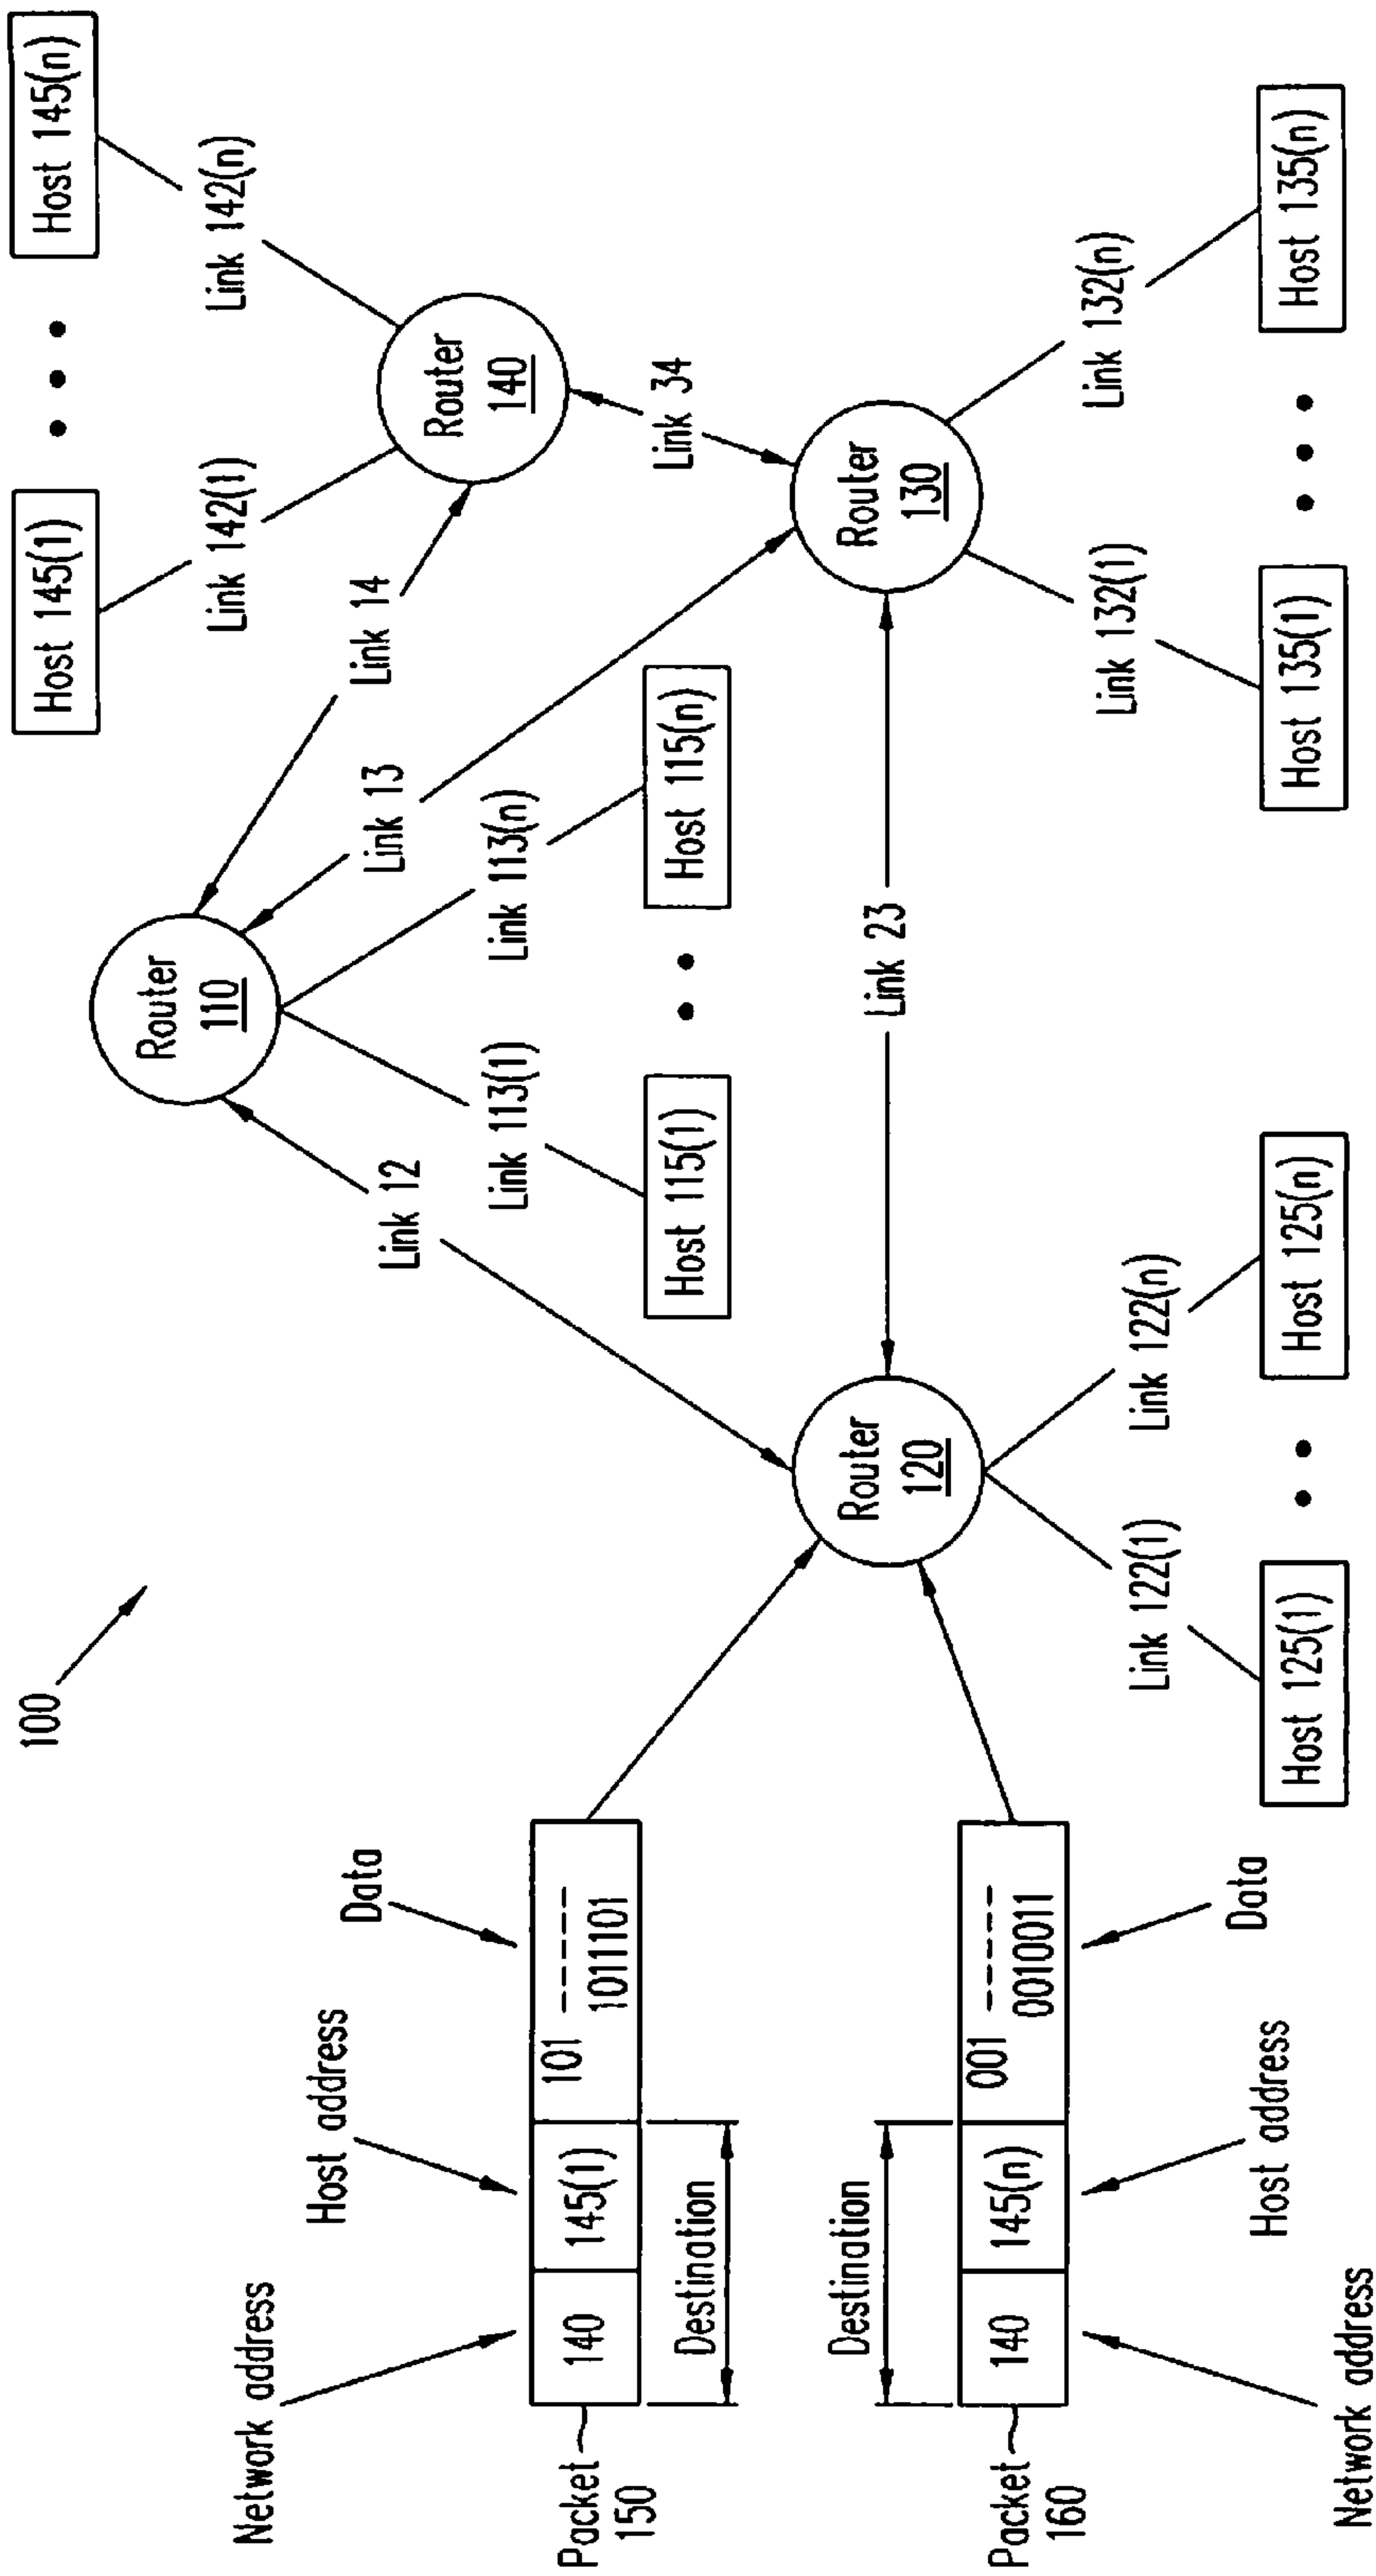 100
Host 145(1)
Host 145(n)
Link 142(1)
Link 142(n)
Router
110
Router
140
Link 14
Link 13
Link 34
Link 12
Link 113(1)
Link 113(n)
Host 115(1)
Host 115(n)
Router
120
Link 23
Router
130
Link 122(1)
Link 122(n)
Link 132(1)
Link 132(n)
Host 125(1)
Host 125(n)
Host 135(1)
Host 135(n)
Network address
Host address
Data
Packet
150
140
145(1)
101 ------
1011101
Destination
Destination
Packet
160
140
145(n)
001 ------
0010011
Network address
Host address
Data